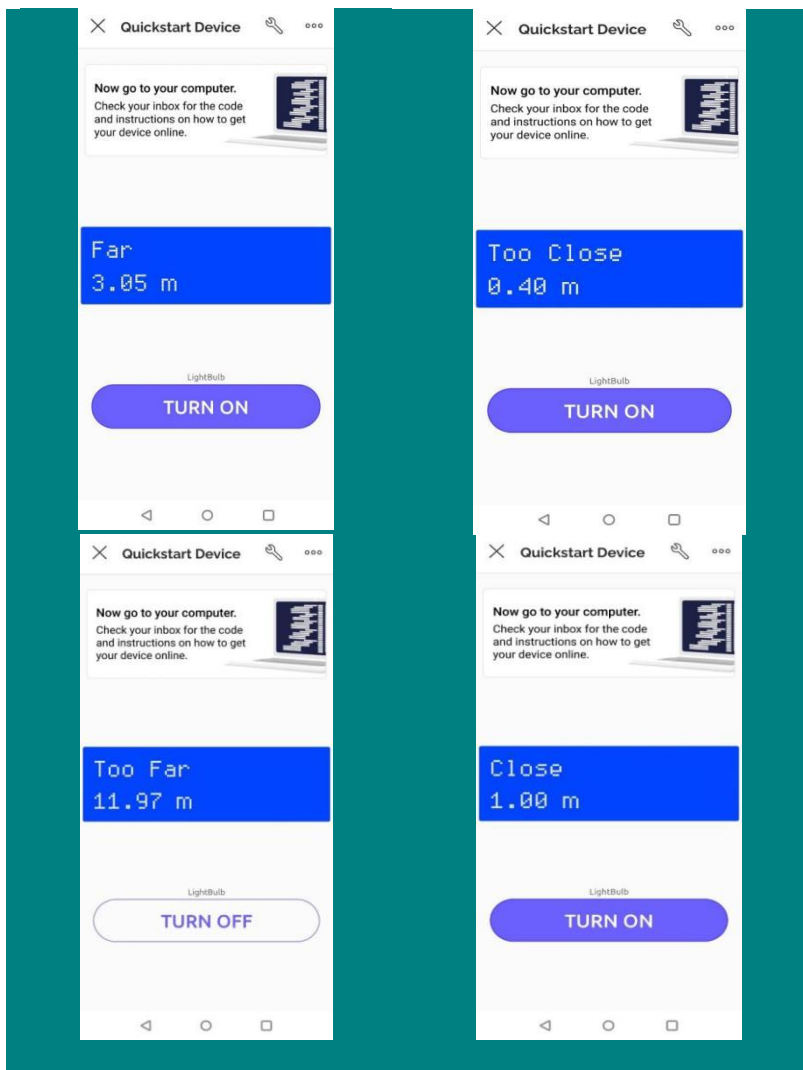 Quickstart Device
Now go to your computer.
Check your inbox for the code
and instructions on how to get
your device online.
Far
3.05 m
LightBulb
TURN ON
Quickstart Device
Now go to your computer.
Check your inbox for the code
and instructions on how to get
your device online.
Too Close
0.40 m
LightBulb
TURN ON
Quickstart Device
Now go to your computer.
Check your inbox for the code
and instructions on how to get
your device online.
Too Far
11.97 m
LightBulb
TURN OFF
Quickstart Device
Now go to your computer.
Check your inbox for the code
and instructions on how to get
your device online.
Close
1.00 m
LightBulb
TURN ON